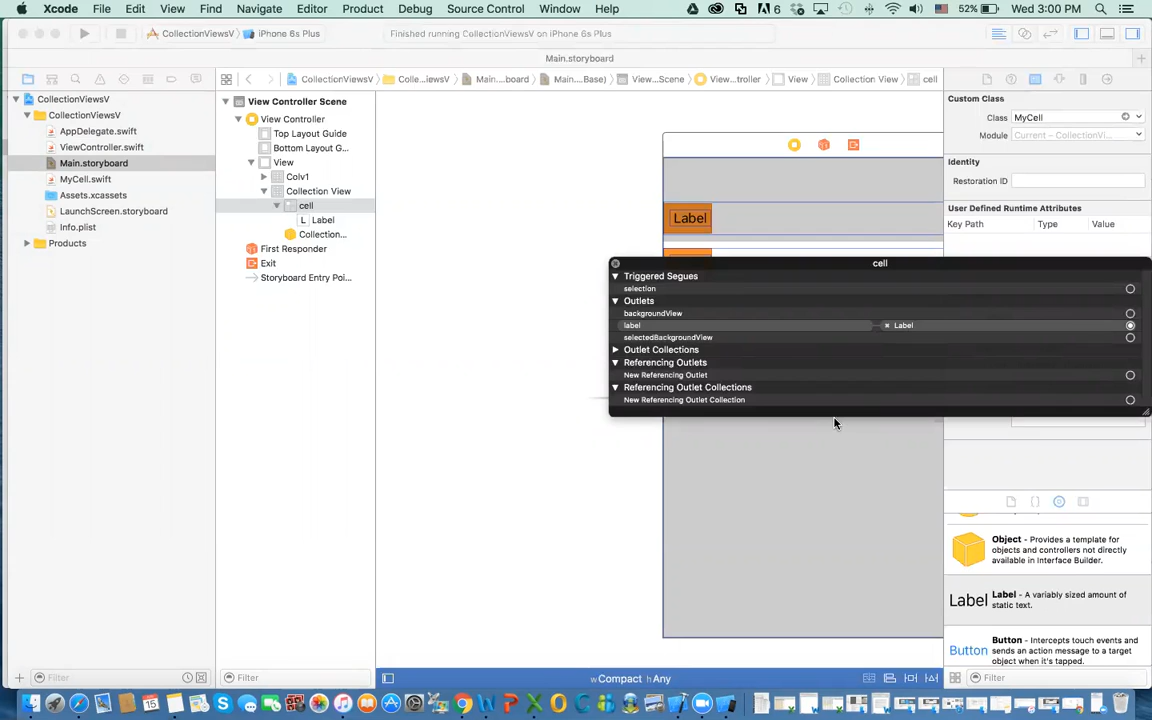 Xcode File Edit View Find Navigate Editor Product Debug Source Control Window Help
6 52% Wed 3:00 PM
CollectionViewsV iPhone 6s Plus Finished running CollectionViewsV on iPhone 6s Plus
Main.storyboard
CollectionViewsV Colle...iewsV Main....board Main....Base) View...Scene View...troller View Collection View cell
CollectionViewsV
CollectionViewsV
AppDelegate.swift
ViewController.swift
Main.storyboard
MyCell.swift
Assets.xcassets
LaunchScreen.storyboard
Info.plist
Products
Filter
View Controller Scene
View Controller
Top Layout Guide
Bottom Layout G...
View
Colv1
Collection View
cell
L Label
Collection...
First Responder
Exit
Storyboard Entry Poi...
Filter
Label
cell
Triggered Segues
selection
Outlets
backgroundView
label Label
selectedBackgroundView
Outlet Collections
Referencing Outlets
New Referencing Outlet
Referencing Outlet Collections
New Referencing Outlet Collection
wCompact hAny
Custom Class
Class MyCell
Module Current – CollectionVi...
Identity
Restoration ID
User Defined Runtime Attributes
Key Path Type Value
Object - Provides a template for
objects and controllers not directly
available in Interface Builder.
Label Label - A variably sized amount of
static text.
Button Button - Intercepts touch events and
sends an action message to a
target object when it's tapped.
Filter